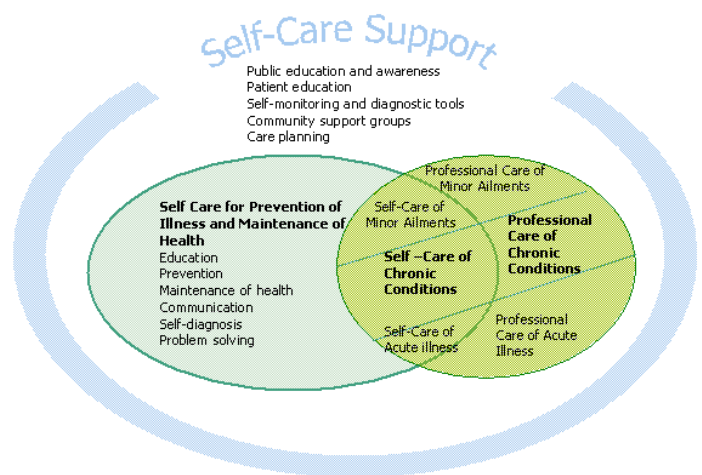 Self-Care Support
Public education and awareness
Patient education
Self-monitoring and diagnostic tools
Community support groups
Care planning
Self Care for Prevention of
Illness and Maintenance of
Health
Education
Prevention
Maintenance of health
Communication
Self-diagnosis
Problem solving
Self-Care of
Minor Ailments
Self –Care of
Chronic
Conditions
Self-Care of
Acute illness
Professional Care of
Minor Ailments
Professional
Care of
Chronic
Conditions
Professional
Care of Acute
Illness